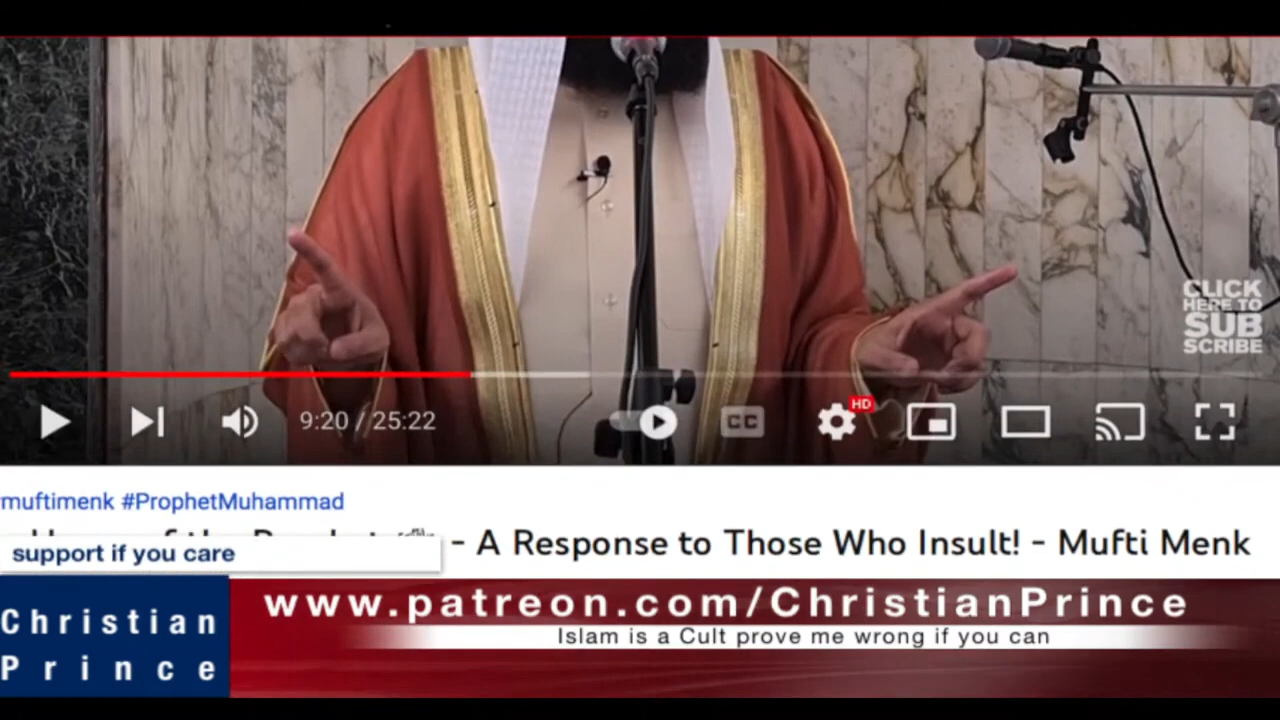 CLICK
HERE TO
SUB
SCRIBE
HD
9:20 / 25:22
CC
muftimenk #ProphetMuhammad
- A Response to Those Who Insult! - Mufti Menk
support if you care
Christian
Prince
www.patreon.com/ChristianPrince
Islam is a Cult prove me wrong if you can